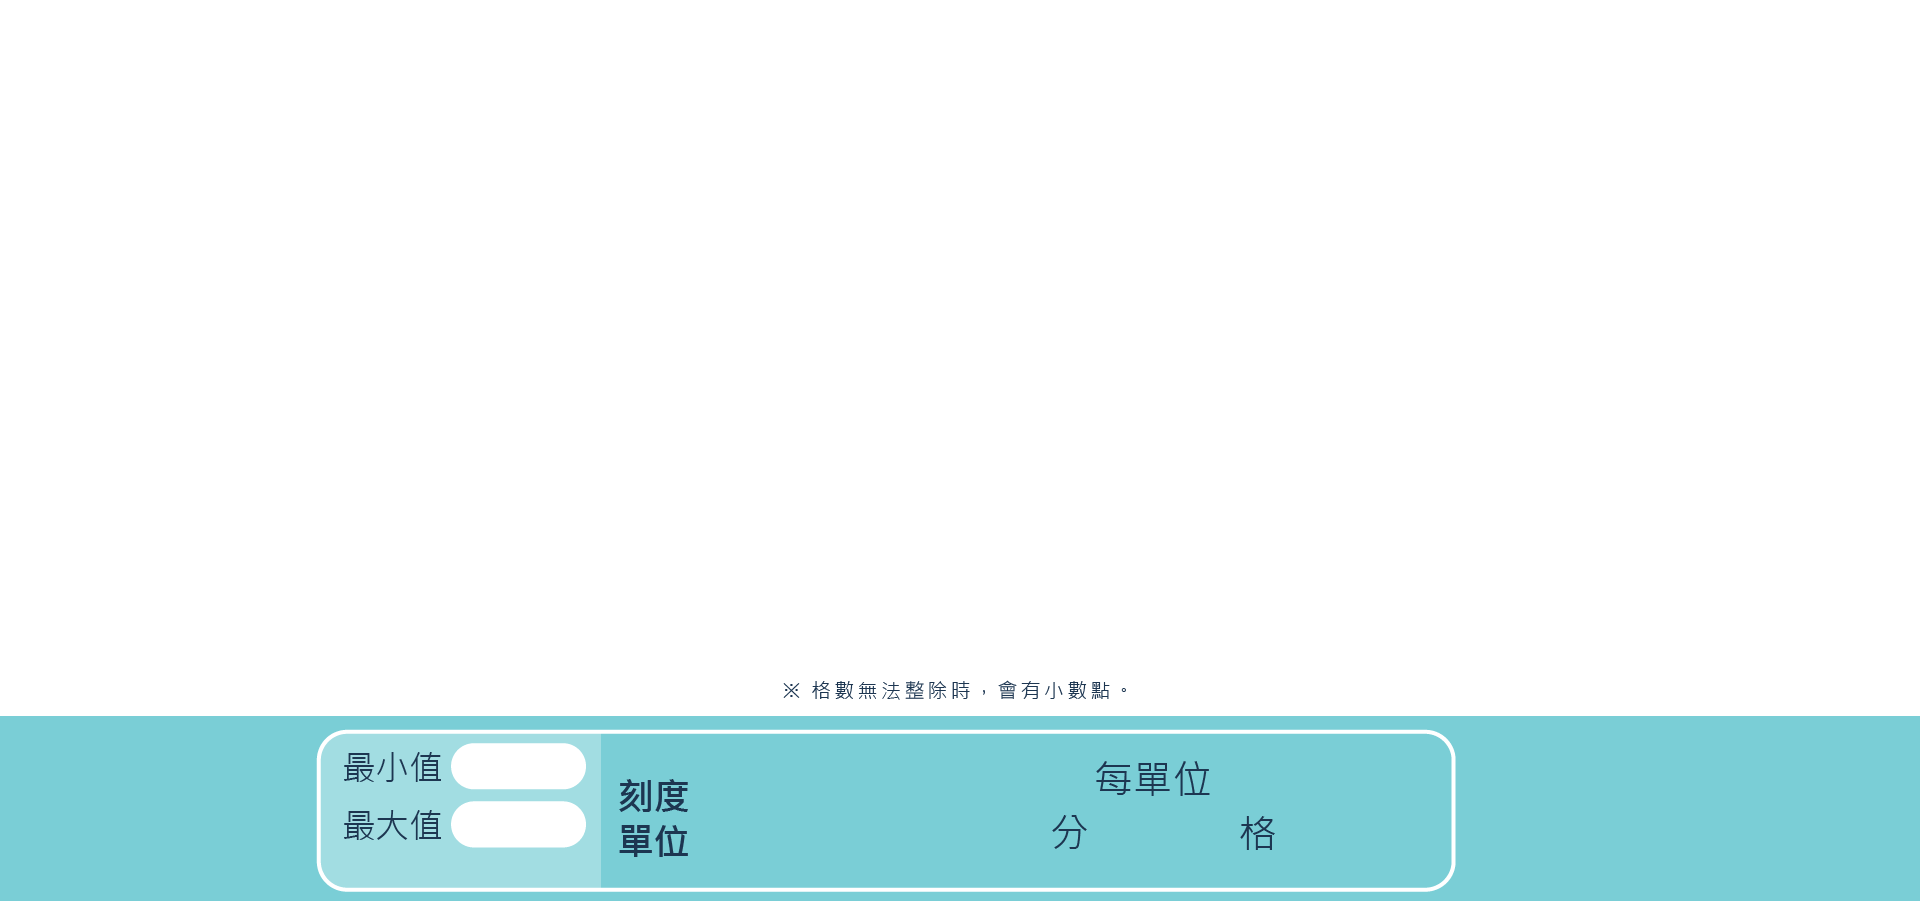 ※ 格數無法整除時，會有小數點。
最小值
最大值
刻度
單位
每單位
分 格